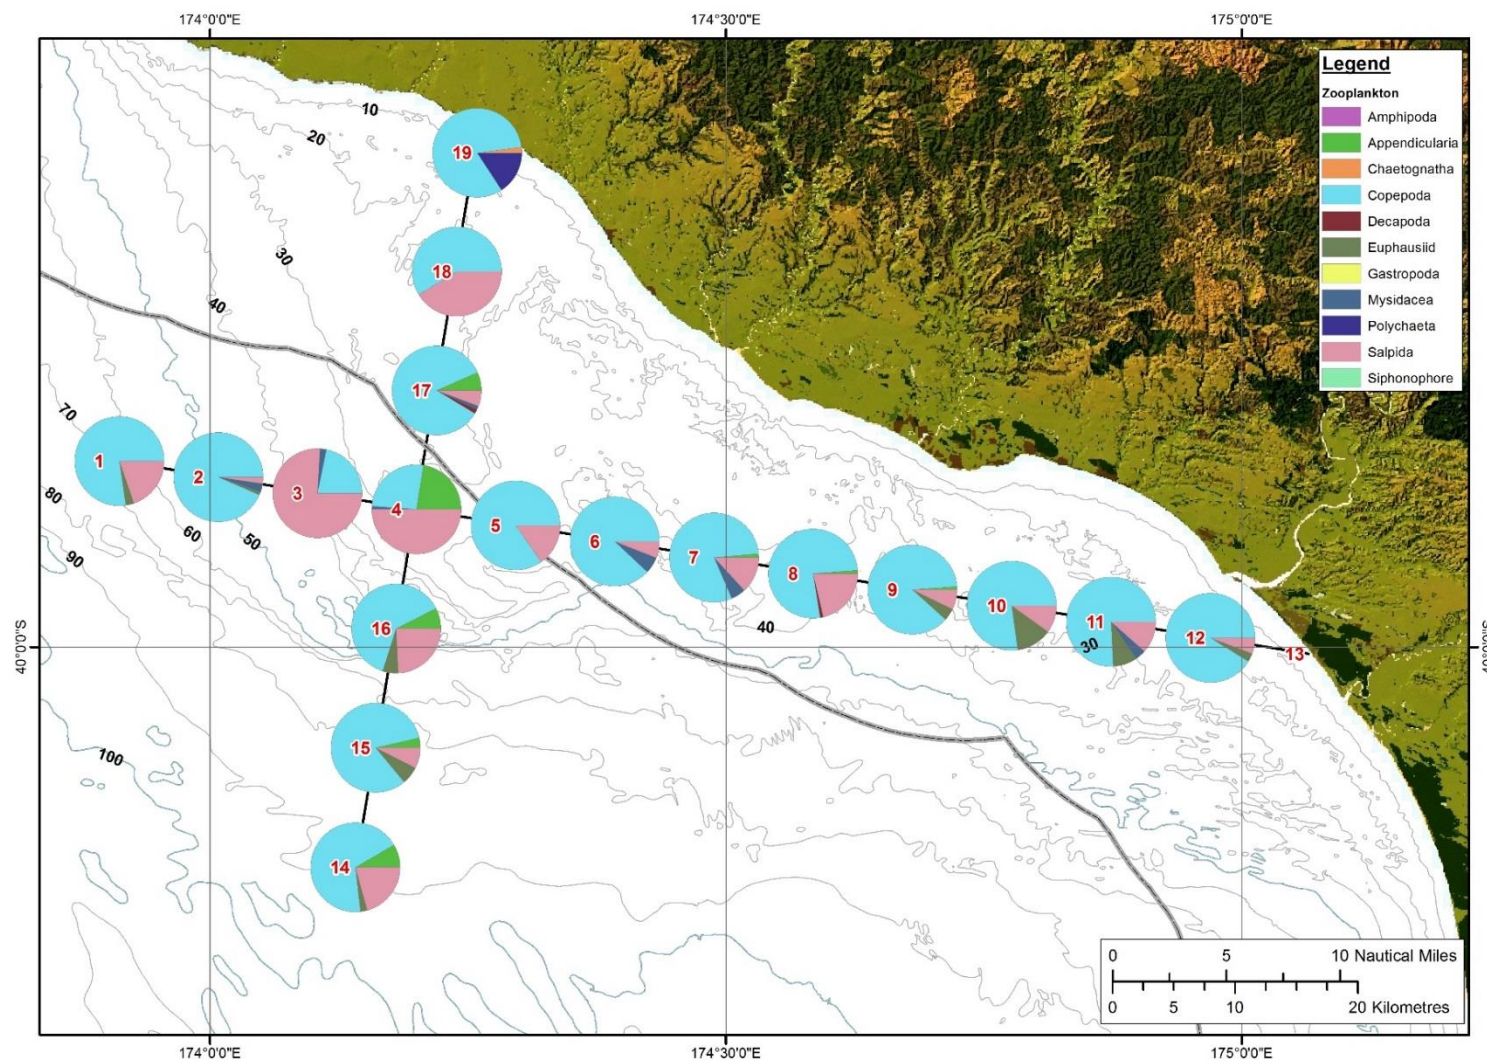 174°0'0"E
174°30'0"E
175°0'0"E
Legend
Zooplankton
Amphipoda
Appendicularia
Chaetognatha
Copepoda
Decapoda
Euphausiid
Gastropoda
Mysidacea
Polychaeta
Salpida
Siphonophore
10
20
19
30
18
40
17
70
1
2
3
4
5
6
7
8
9
10
11
12
13
80
60
50
90
40
30
16
40°0'0"S
40°0'0"S
15
100
14
0
5
10 Nautical Miles
0
5
10
20 Kilometres
174°0'0"E
174°30'0"E
175°0'0"E